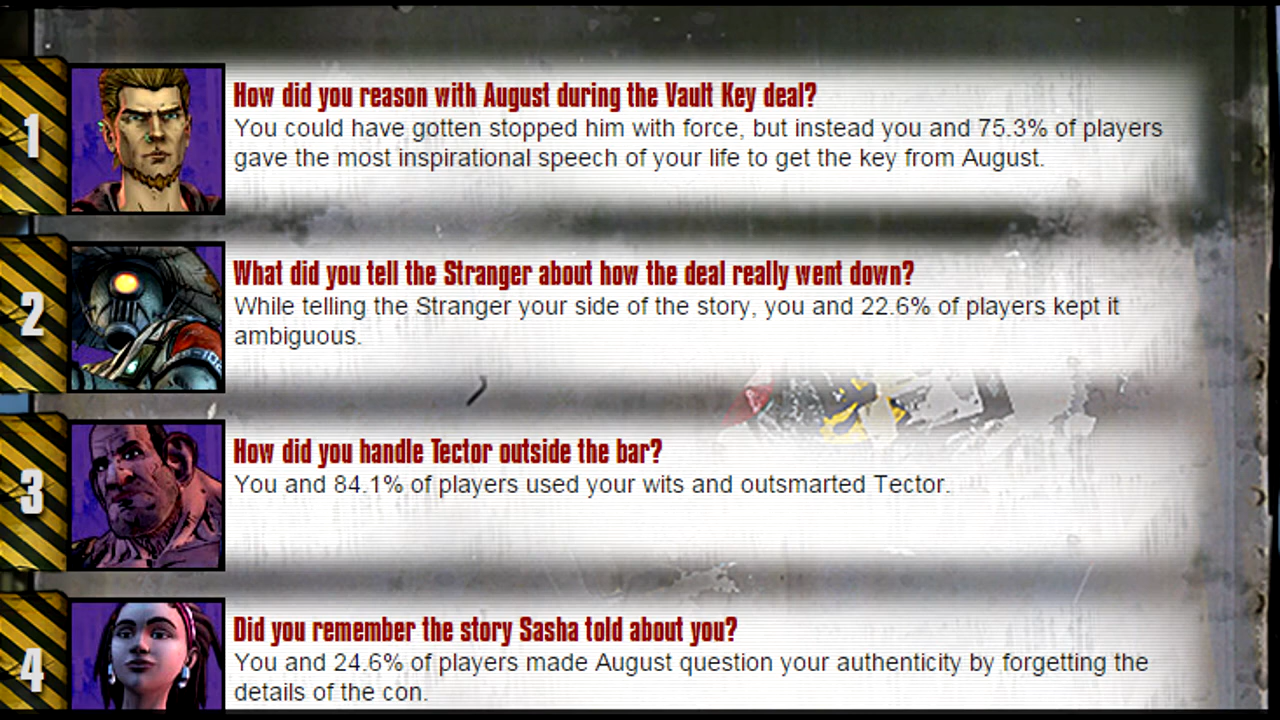 1
How did you reason with August during the Vault Key deal?
You could have gotten stopped him with force, but instead you and 75.3% of players
gave the most inspirational speech of your life to get the key from August.
2
What did you tell the Stranger about how the deal really went down?
While telling the Stranger your side of the story, you and 22.6% of players kept it
ambiguous.
3
How did you handle Tector outside the bar?
You and 84.1% of players used your wits and outsmarted Tector.
4
Did you remember the story Sasha told about you?
You and 24.6% of players made August question your authenticity by forgetting the
details of the con.